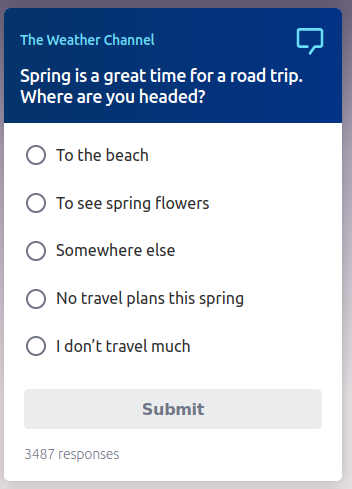 The Weather Channel
Spring is a great time for a road trip.
Where are you headed?
To the beach
To see spring flowers
Somewhere else
No travel plans this spring
I don’t travel much
Submit
3487 responses